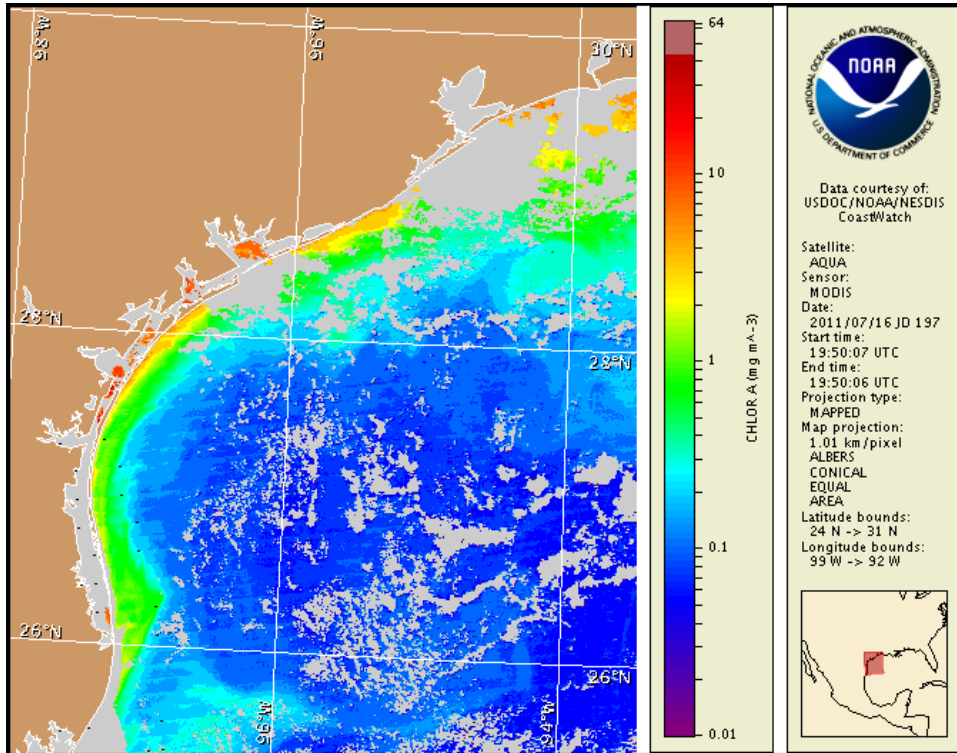 98°W
96°W
30°N
28°N
28°N
26°N
26°N
96°W
94°W
64
10
1
0.1
0.01
CHLOR A (mg m^-3)
NATIONAL OCEANIC AND ATMOSPHERIC ADMINISTRATION
NOAA
U.S. DEPARTMENT OF COMMERCE
Data courtesy of:
USDOC/NOAA/NESDIS
CoastWatch
Satellite:
AQUA
Sensor:
MODIS
Date:
2011/07/16 JD 197
Start time:
19:50:07 UTC
End time:
19:50:06 UTC
Projection type:
MAPPED
Map projection:
1.01 km/pixel
ALBERS
CONICAL
EQUAL
AREA
Latitude bounds:
24 N -> 31 N
Longitude bounds:
99 W -> 92 W